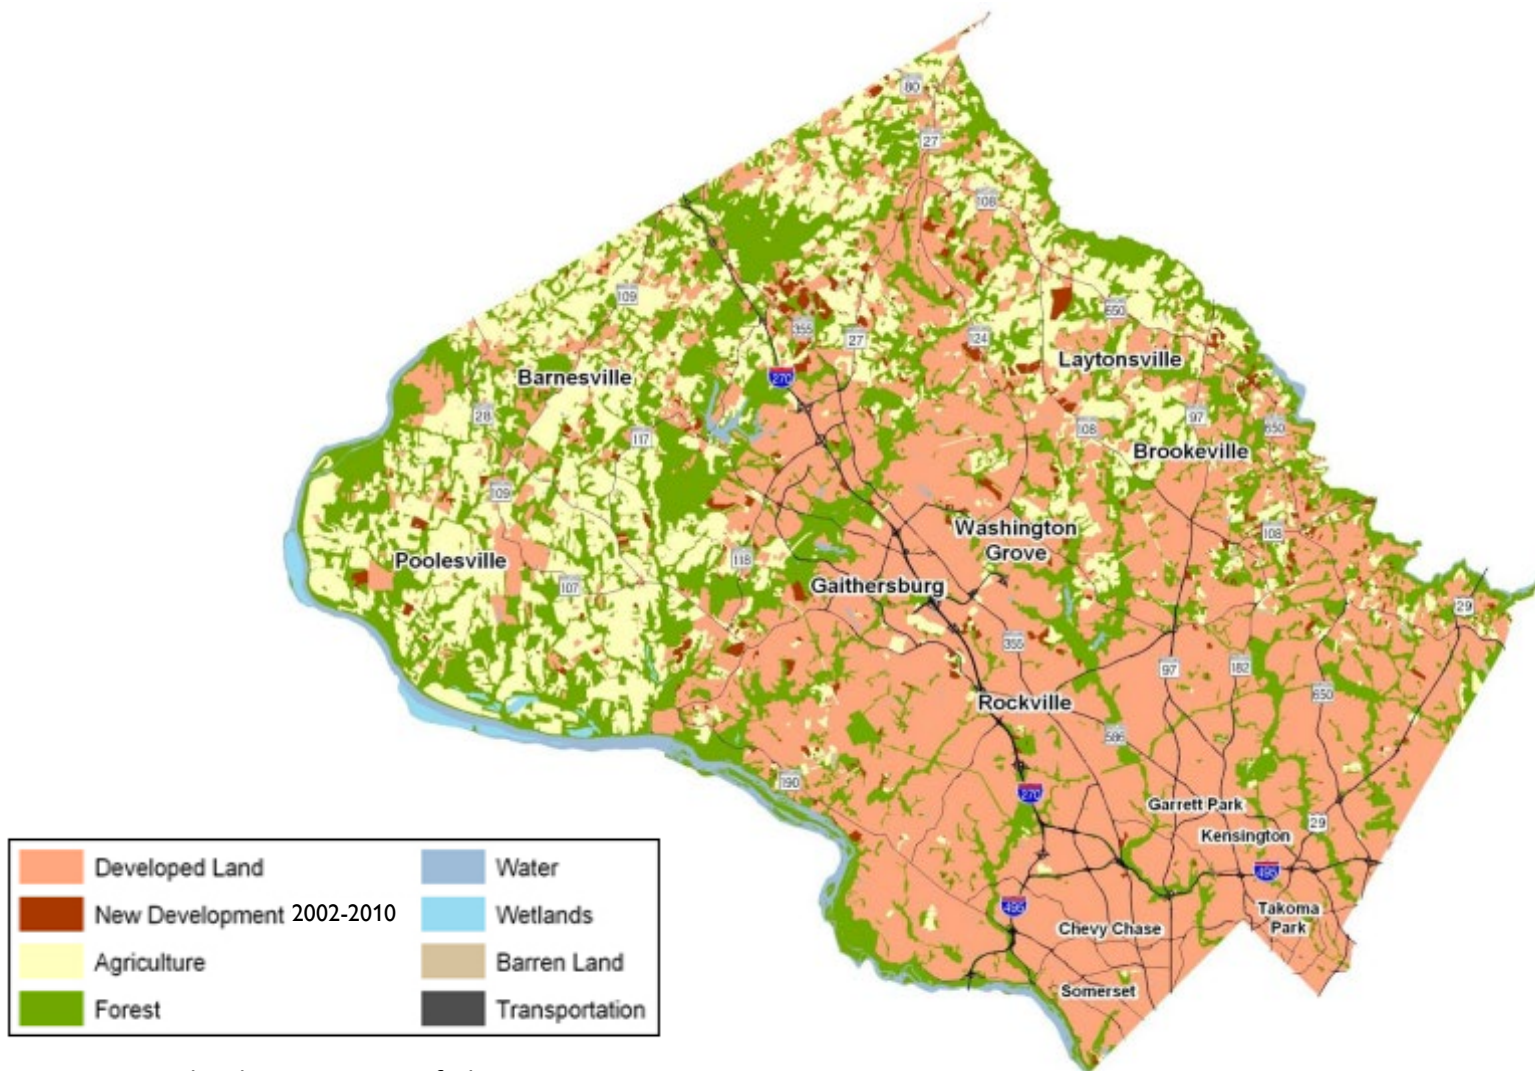 80
27
108
109
650
355
27
124
270
Laytonsville
Barnesville
28
97
108
650
117
Brookeville
109
Washington
Grove
108
118
Poolesville
107
Gaithersburg
29
355
97
182
650
Rockville
586
190
270
Garrett Park
29
Kensington
495
495
Takoma
Park
Chevy Chase
Somerset
Developed Land
New Development 2002-2010
Agriculture
Forest
Water
Wetlands
Barren Land
Transportation